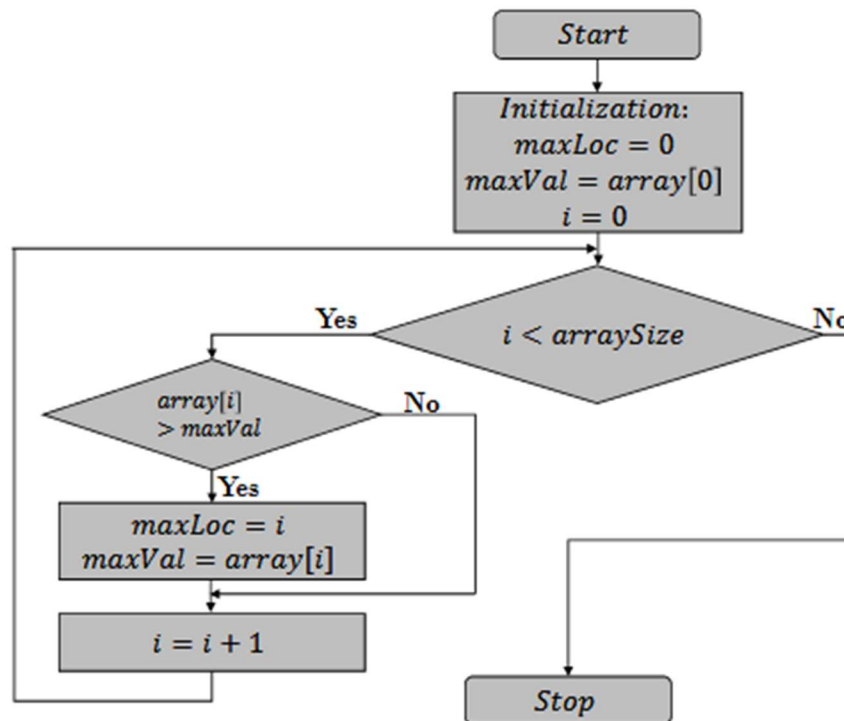 Start
Initialization:
maxLoc = 0
maxVal = array[0]
i = 0
Yes
i < arraySize
No
array[i]
> maxVal
No
Yes
maxLoc = i
maxVal = array[i]
i = i + 1
Stop